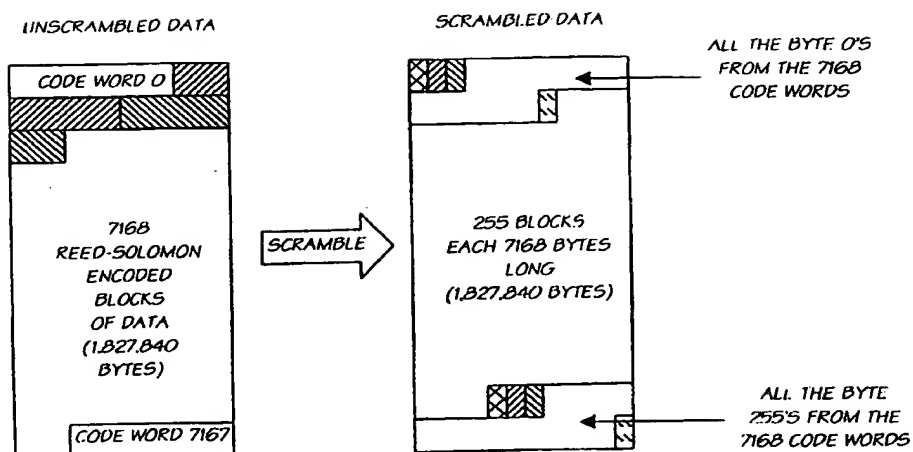 UNSCRAMBLED DATA
CODE WORD 0
7168
REED-SOLOMON
ENCODED
BLOCKS
OF DATA
(1,827,840
BYTES)
CODE WORD 7167
SCRAMBLE
SCRAMBLED DATA
255 BLOCKS
EACH 7168 BYTES
LONG
(1,827,840 BYTES)
ALL THE BYTE 0'S
FROM THE 7168
CODE WORDS
ALL THE BYTE
255'S FROM THE
7168 CODE WORDS